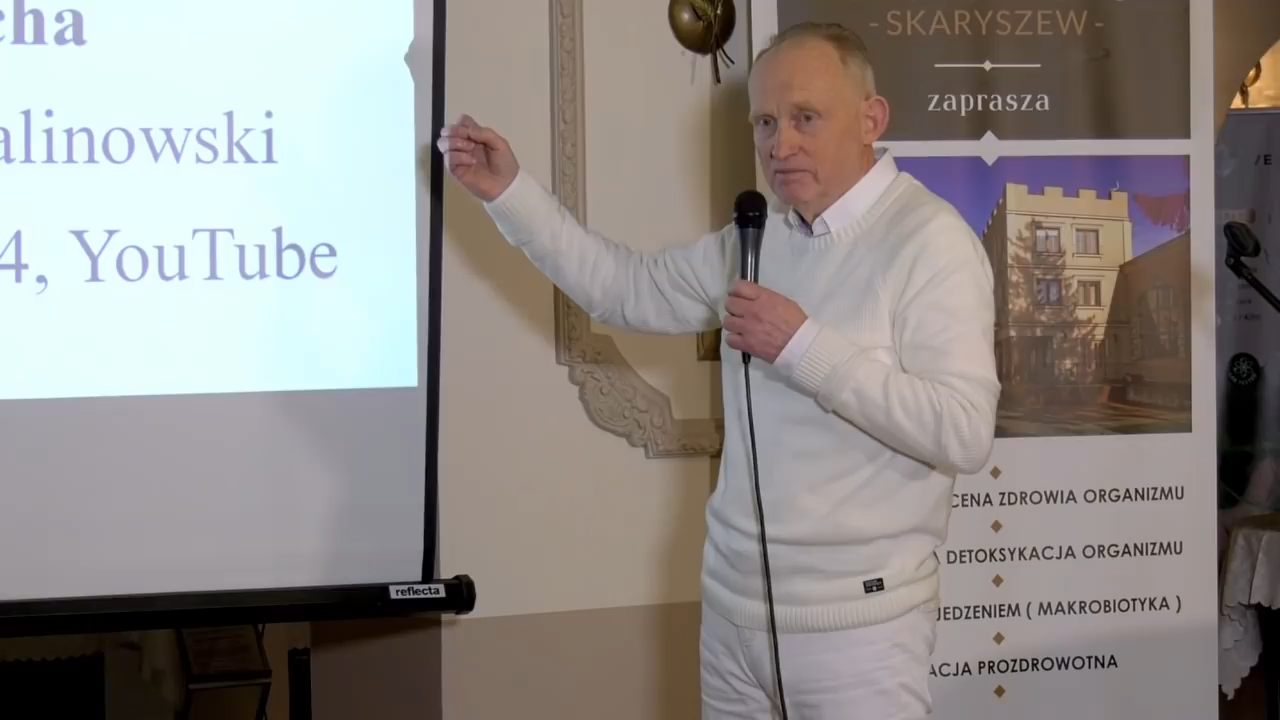 cha
alinowski
4, YouTube
reflecta
- SKARYSZEW -
zaprasza
CENA ZDROWIA ORGANIZMU
DETOKSYKACJA ORGANIZMU
JEDZENIEM ( MAKROBIOTYKA )
ACJA PROZDROWOTNA